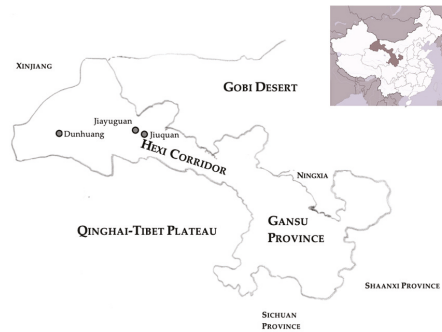 XINJIANG
GOBI DESERT
Jiayuguan
Dunhuang
Jiuquan
HEXI CORRIDOR
NINGXIA
QINGHAI-TIBET PLATEAU
GANSU
PROVINCE
SHAANXI PROVINCE
SICHUAN
PROVINCE